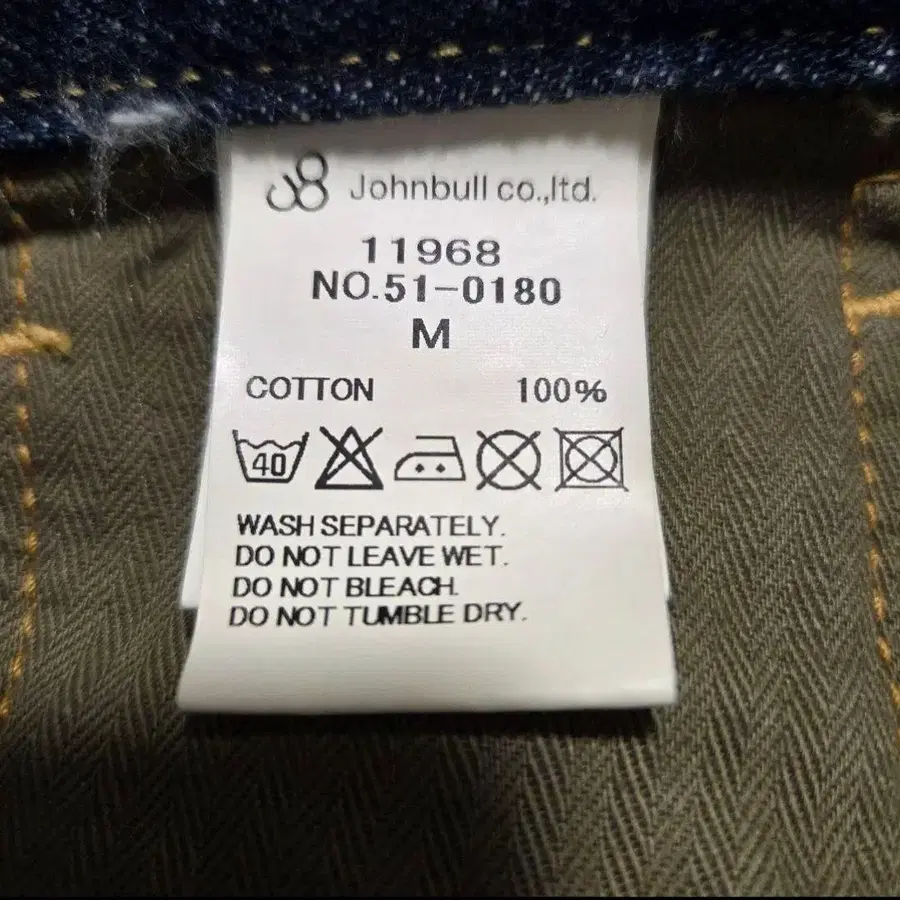 Johnbull co.,ltd.
11968
NO.51-0180
M
COTTON 100%
40
WASH SEPARATELY.
DO NOT LEAVE WET.
DO NOT BLEACH.
DO NOT TUMBLE DRY.